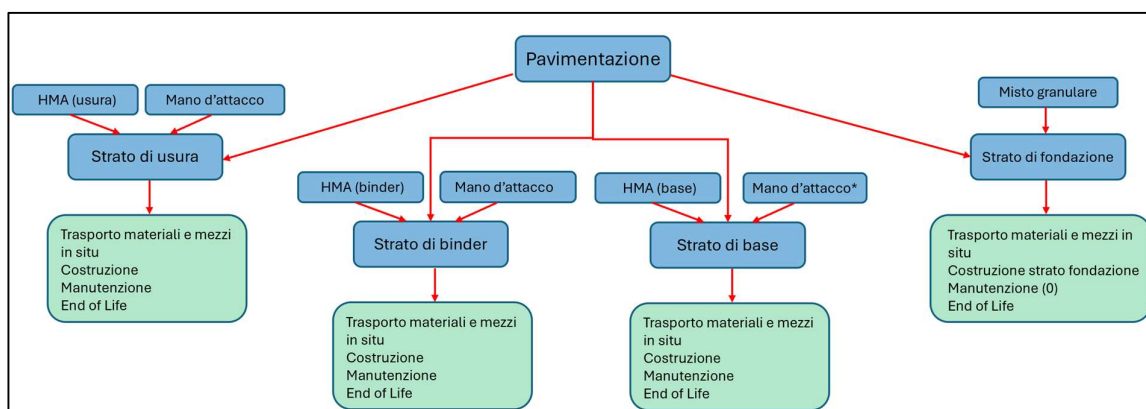 Pavimentazione
HMA (usura)
Mano d'attacco
Strato di usura
Trasporto materiali e mezzi
in situ
Costruzione
Manutenzione
End of Life
HMA (binder)
Mano d'attacco
Strato di binder
Trasporto materiali e mezzi
in situ
Costruzione
Manutenzione
End of Life
HMA (base)
Mano d'attacco*
Strato di base
Trasporto materiali e mezzi
in situ
Costruzione
Manutenzione
End of Life
Misto granulare
Strato di fondazione
Trasporto materiali e mezzi in
situ
Costruzione strato fondazione
Manutenzione (0)
End of Life